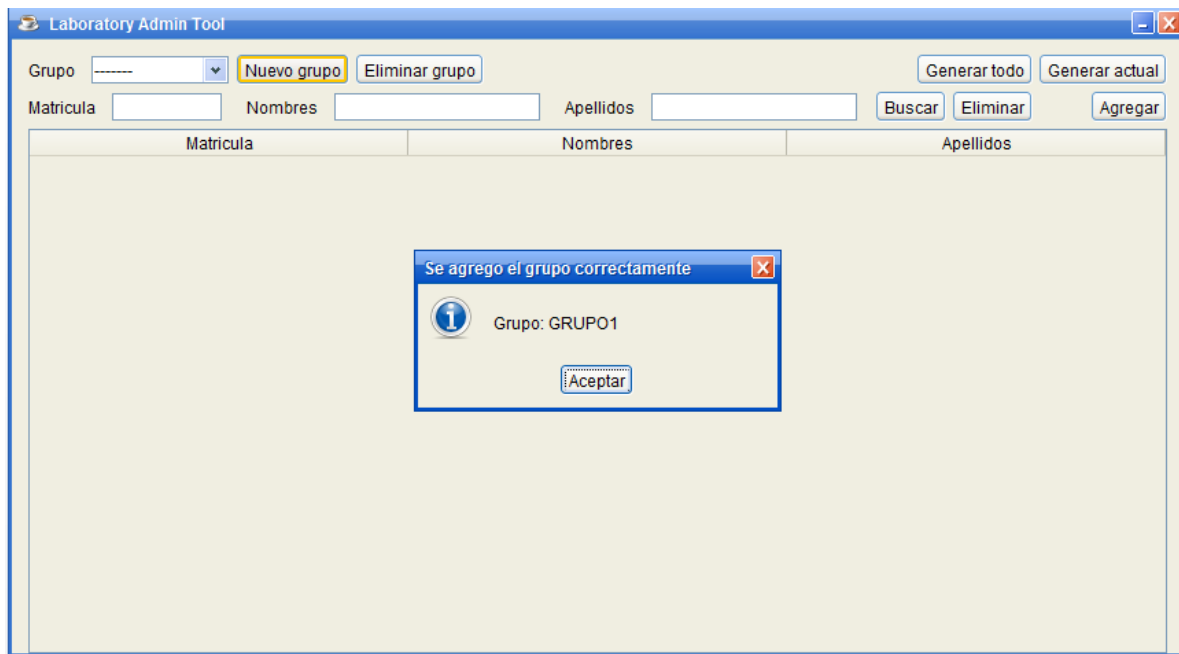 Laboratory Admin Tool
Grupo ------- Nuevo grupo Eliminar grupo Generar todo Generar actual
Matricula Nombres Apellidos Buscar Eliminar Agregar
Matricula Nombres Apellidos
Se agrego el grupo correctamente
Grupo: GRUPO1
Aceptar